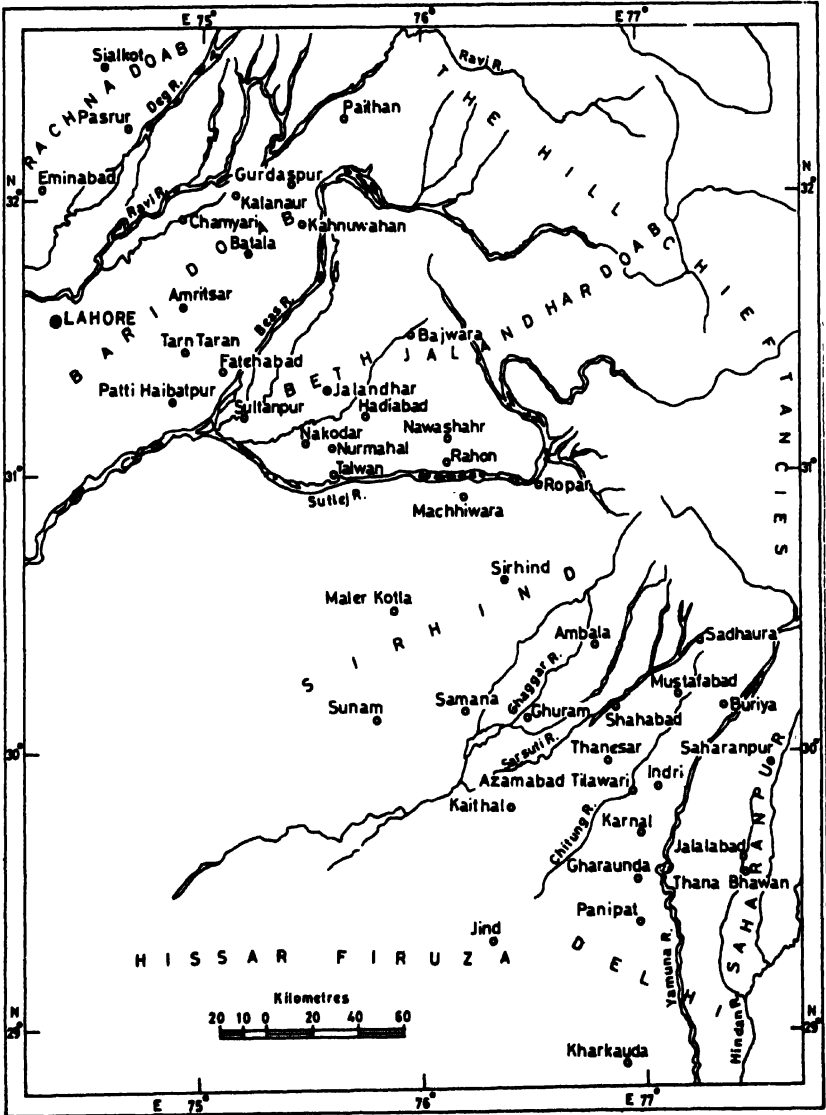 E 75°
76°
E 77°
Sialkot
RACHNA DOAB
Deg R.
Pasrur
Ravi R.
Paithan
THE HILL CHIEFTANCIES
Eminabad
N
32°
N
32°
Gurdaspur
Ravi R.
Kalanaur
Chamyari
Kahnuwahan
Batala
BARI DOAB
Amritsar
LAHORE
Beas R.
Tarn Taran
Bajwara
BETH JALANDHAR DOAB
Fatehabad
Patti Haibatpur
Jalandhar
Sultanpur
Hadiabad
Nakodar
Nawashahr
Nurmahal
Rahon
31°
31°
Talwan
Sutlej R.
Ropar
Machhiwara
Sirhind
Maler Kotla
SIRHIND
Ambala
Sadhaura
Ghaggar R.
Mustafabad
Samana
Sunam
Ghuram
Shahabad
Buriya
Sarsuti R.
30°
30°
Thanesar
Saharanpur
Azamabad Tilawari
Indri
Kaithal
Chitung R.
Karnal
Jalalabad
Gharaunda
Thana Bhawan
SAHARANPUR
Panipat
Jind
HISSAR FIRUZA
DELHI
Yamuna R.
Hindan R.
Kilometres
20 10 0 20 40 60
N
29°
N
29°
Kharkauda
E 75°
76°
E 77°